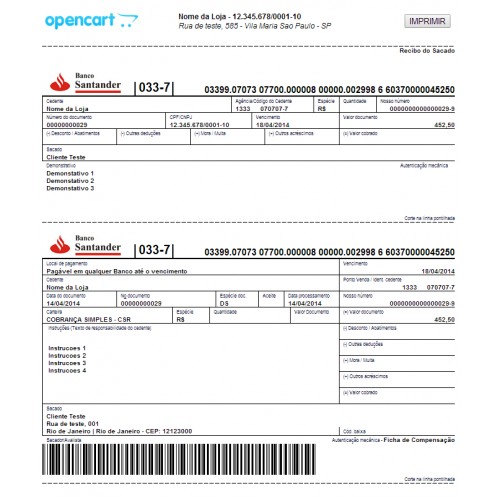 opencart
Nome da Loja - 12.345.678/0001-10
Rua de teste, 585 - Vila Maria Sao Paulo - SP
IMPRIMIR
Recibo do Sacado
Banco
Santander
033-7
03399.07073 07700.000008 00000.002998 6 60370000045250
Cedente Agência/Código do Cedente Espécie Quantidade Nosso número
Nome da Loja 1333 070707-7 R$ 0000000000000029-9
Número do documento CPF/CNPJ Vencimento Valor documento
00000000029 12.345.678/0001-10 18/04/2014 452,50
(-) Desconto / Abatimentos (-) Outras deduções (+) Mora / Multa (+) Outros acréscimos (=) Valor cobrado
Sacado
Cliente Teste
Demonstrativo Autenticação mecânica
Demonstativo 1
Demonstativo 2
Demonstativo 3
Corte na linha pontilhada
Banco
Santander
033-7
03399.07073 07700.000008 00000.002998 6 60370000045250
Local de pagamento Vencimento
Pagável em qualquer Banco até o vencimento 18/04/2014
Cedente Ponto Venda / Ident. cedente
Nome da Loja 1333 070707-7
Data do documento No documento Espécie doc. Aceite Data processamento Nosso número
14/04/2014 00000000029 DS 14/04/2014 0000000000000029-9
Carteira Espécie Quantidade Valor Documento (=) Valor documento
COBRANÇA SIMPLES - CSR R$ 452,50
Instruções (Texto de responsabilidade do cedente) (-) Desconto / Abatimentos
Instrucoes 1
Instrucoes 2
Instrucoes 3
Instrucoes 4
(-) Outras deduções
(+) Mora / Multa
(+) Outros acréscimos
(=) Valor cobrado
Sacado
Cliente Teste
Rua de teste, 001
Rio de Janeiro | Rio de Janeiro - CEP: 12123000
Cód. baixa
Sacador/Avalista Autenticação mecânica - Ficha de Compensação
Corte na linha pontilhada